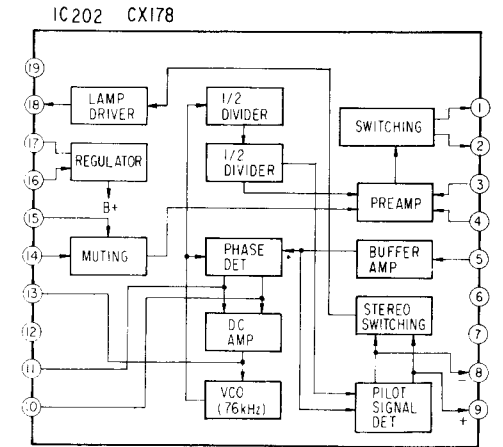 IC202 CX178
19
18
17
16
15
14
13
12
11
10
LAMP
DRIVER
REGULATOR
B+
MUTING
1/2
DIVIDER
1/2
DIVIDER
PHASE
DET
DC
AMP
VCO
(76kHz)
SWITCHING
PREAMP
BUFFER
AMP
STEREO
SWITCHING
PILOT
SIGNAL
DET
1
2
3
4
5
6
7
8
−
9
+